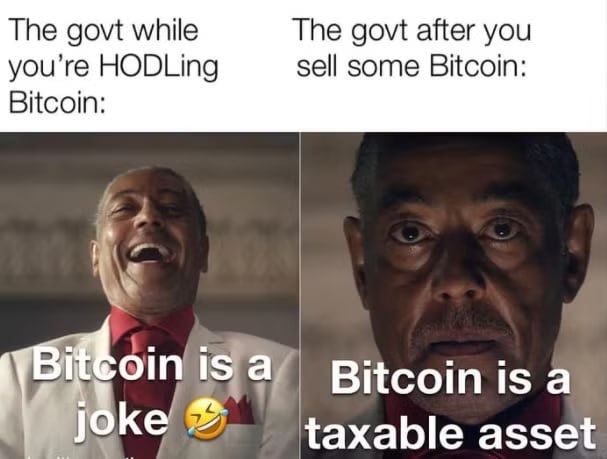 The govt while
you're HODLing
Bitcoin:
The govt after you
sell some Bitcoin:
Bitcoin is a
joke 🤣
Bitcoin is a
taxable asset